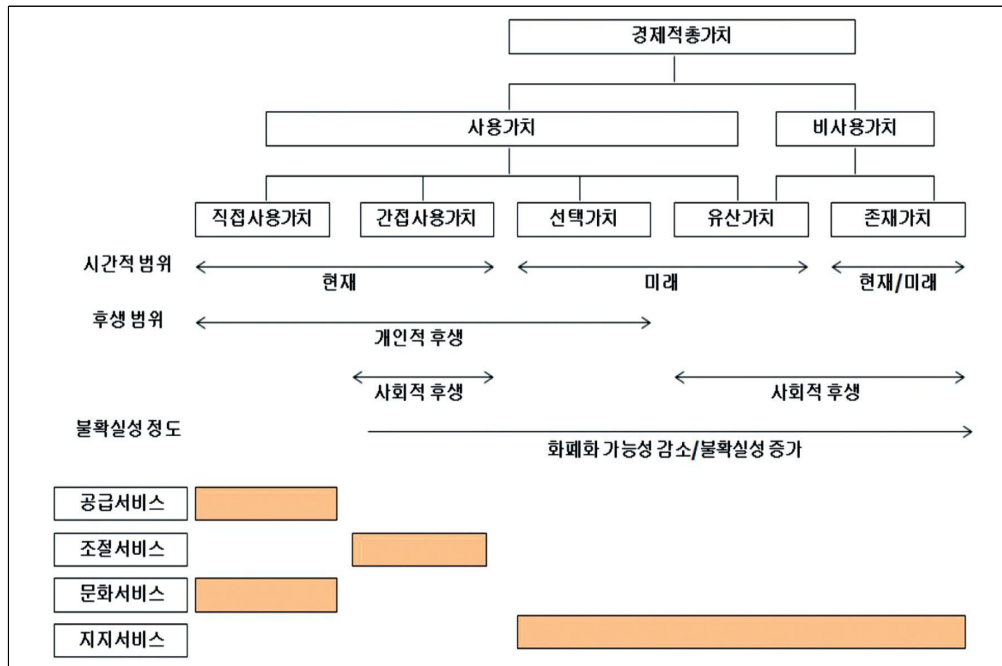 경제적총가치
사용가치
비사용가치
직접사용가치
간접사용가치
선택가치
유산가치
존재가치
시간적 범위
현재
미래
현재/미래
후생 범위
개인적 후생
사회적 후생
사회적 후생
불확실성 정도
화폐화 가능성 감소/불확실성 증가
공급서비스
조절서비스
문화서비스
지지서비스